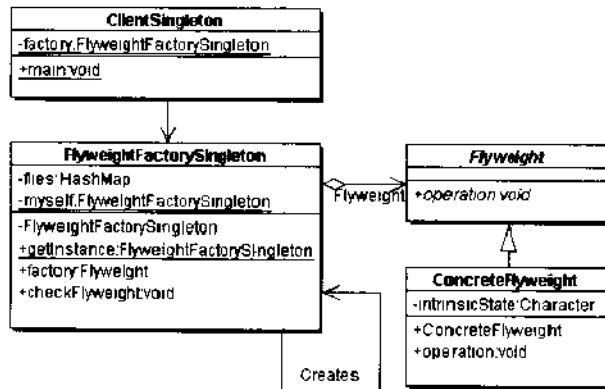 ClientSingleton
-factory:FlyweightFactorySingleton
+main:void
FlyweightFactorySingleton
-flies:HashMap
-myself:FlyweightFactorySingleton
-FlyweightFactorySingleton
+getInstance:FlyweightFactorySingleton
+factory:Flyweight
+checkFlyweight:void
Flyweight
Flyweight
+operation:void
ConcreteFlyweight
-intrinsicState:Character
+ConcreteFlyweight
+operation:void
Creates